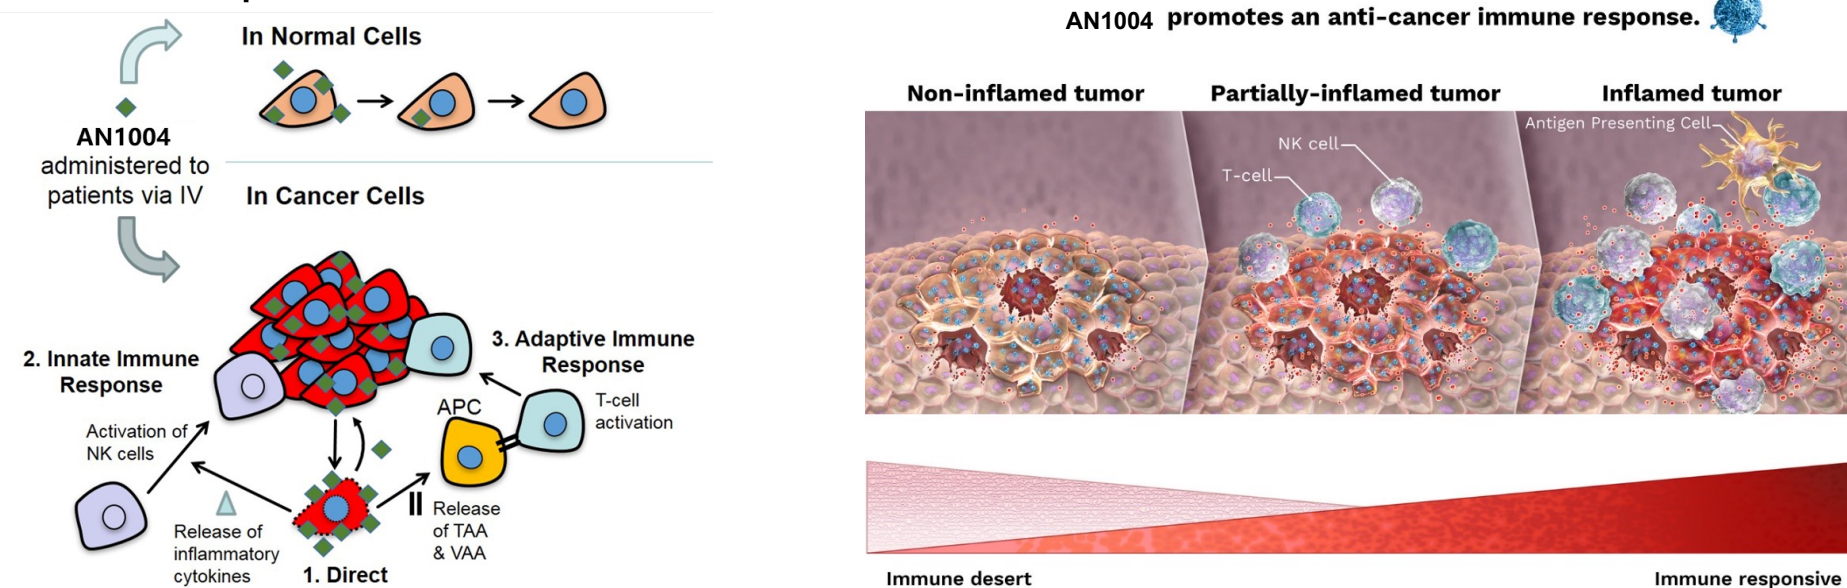 In Normal Cells
AN1004
administered to
patients via IV
In Cancer Cells
2. Innate Immune
Response
3. Adaptive Immune
Response
Activation of
NK cells
APC
T-cell
activation
Release of
inflammatory
cytokines
Release
of TAA
& VAA
1. Direct
AN1004 promotes an anti-cancer immune response.
Non-inflamed tumor
Partially-inflamed tumor
Inflamed tumor
T-cell
NK cell
Antigen Presenting Cell
Immune desert
Immune responsive